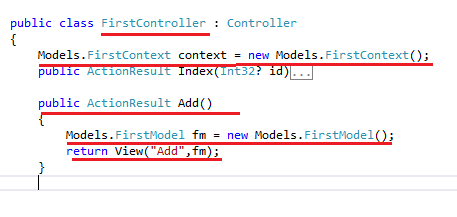 public class FirstController : Controller
{
Models.FirstContext context = new Models.FirstContext();
public ActionResult Index(Int32? id)...
public ActionResult Add()
{
Models.FirstModel fm = new Models.FirstModel();
return View("Add",fm);
}